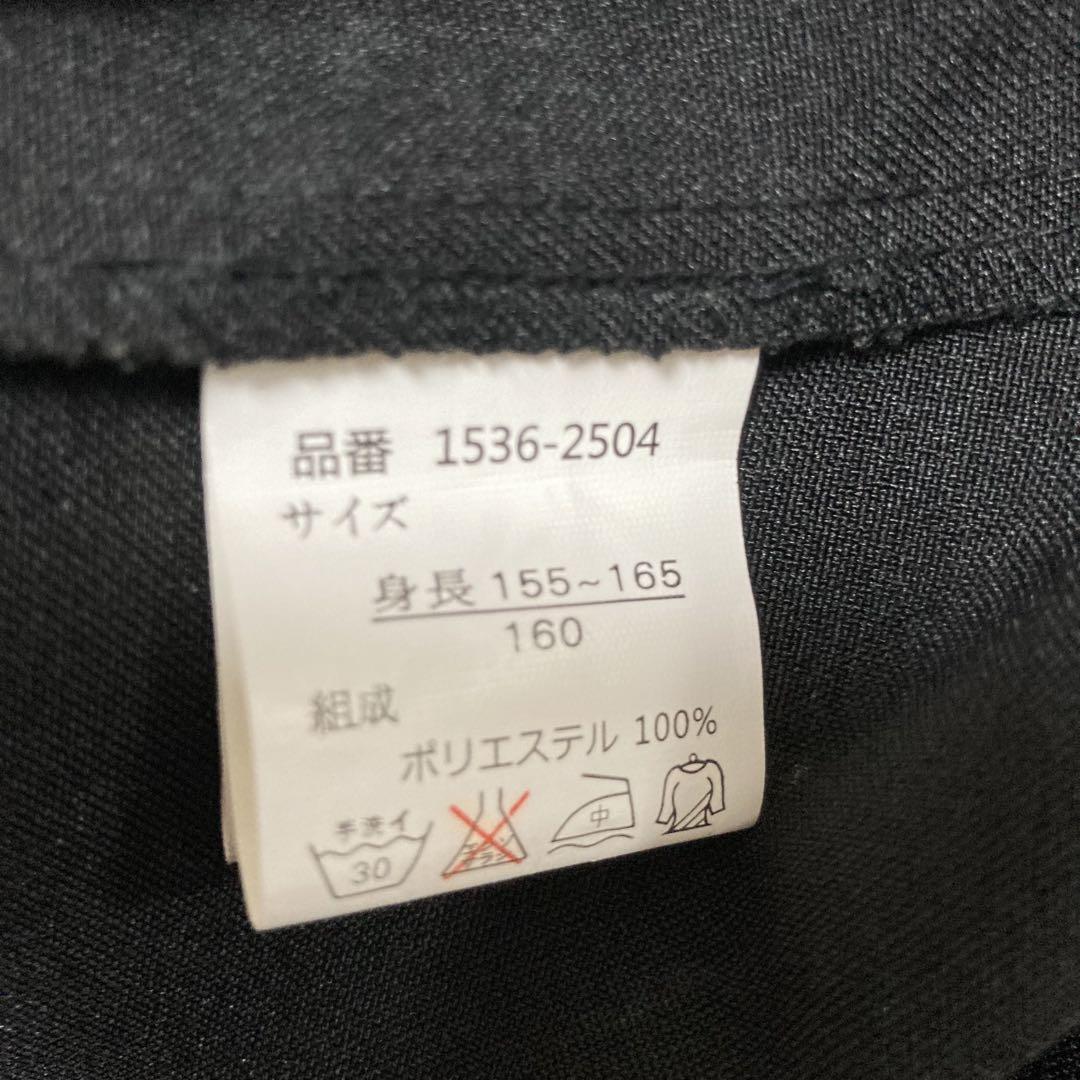 品番 1536-2504
サイズ
身長 155~165
160
組成
ポリエステル 100%
手洗イ
30
中